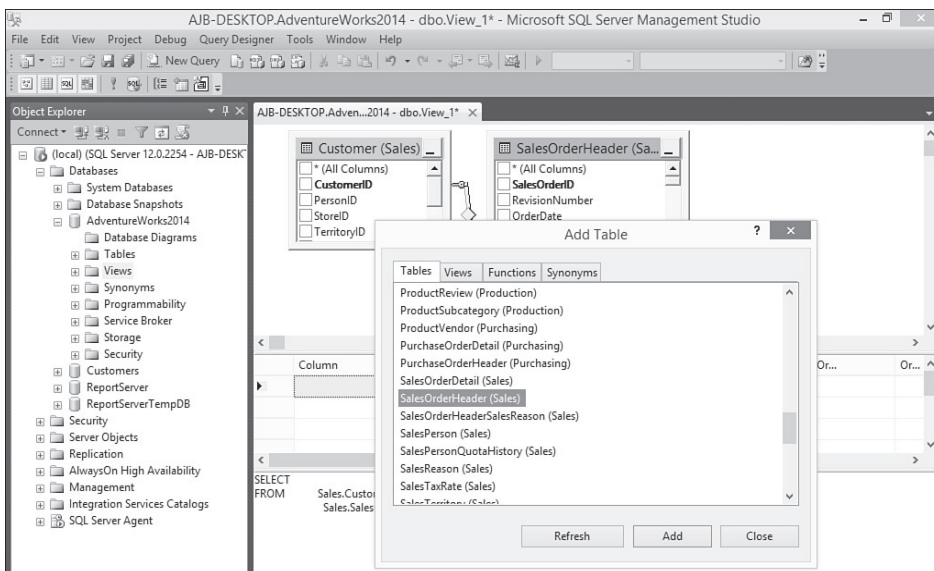 AJB-DESKTOP.AdventureWorks2014 - dbo.View_1* - Microsoft SQL Server Management Studio
File Edit View Project Debug Query Designer Tools Window Help
New Query
Object Explorer
AJB-DESKTOP.Adven...2014 - dbo.View_1*
Connect
(local) (SQL Server 12.0.2254 - AJB-DESK
Databases
System Databases
Database Snapshots
AdventureWorks2014
Database Diagrams
Tables
Views
Synonyms
Programmability
Service Broker
Storage
Security
Customers
ReportServer
ReportServerTempDB
Security
Server Objects
Replication
AlwaysOn High Availability
Management
Integration Services Catalogs
SQL Server Agent
Customer (Sales)
* (All Columns)
CustomerID
PersonID
StoreID
TerritoryID
SalesOrderHeader (Sa...
* (All Columns)
SalesOrderID
RevisionNumber
OrderDate
Column
Or...
Or...
SELECT
FROM Sales.Custo
Sales.Sales
Add Table
?
Tables Views Functions Synonyms
ProductReview (Production)
ProductSubcategory (Production)
ProductVendor (Purchasing)
PurchaseOrderDetail (Purchasing)
PurchaseOrderHeader (Purchasing)
SalesOrderDetail (Sales)
SalesOrderHeader (Sales)
SalesOrderHeaderSalesReason (Sales)
SalesPerson (Sales)
SalesPersonQuotaHistory (Sales)
SalesReason (Sales)
SalesTaxRate (Sales)
SalesTerritory (Sales)
Refresh Add Close